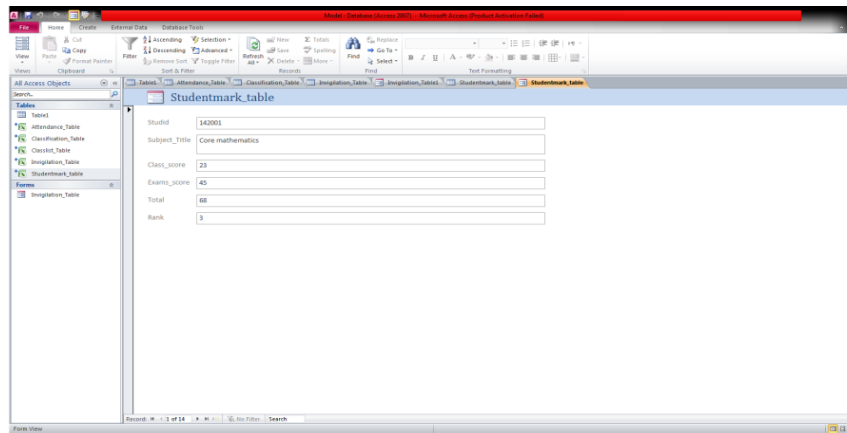 Model : Database (Access 2007) - Microsoft Access (Product Activation Failed)
File Home Create External Data Database Tools
View
Paste
Cut
Copy
Format Painter
Filter
Ascending
Descending
Remove Sort
Selection
Advanced
Toggle Filter
Refresh All
New
Save
Delete
Totals
Spelling
More
Find
Replace
Go To
Select
B I U A
Views Clipboard Sort & Filter Records Find Text Formatting
All Access Objects
Search..
Tables
Table1
Attendance_Table
Classification_Table
Classlist_Table
Invigilation_Table
Studentmark_table
Forms
Invigilation_Table
Table1 Attendance_Table Classification_Table Invigilation_Table Invigilation_Table1 Studentmark_table Studentmark_table
Studentmark_table
Studid 142001
Subject_Title Core mathematics
Class_score 23
Exams_score 45
Total 68
Rank 3
Record: 1 of 14 No Filter Search
Form View